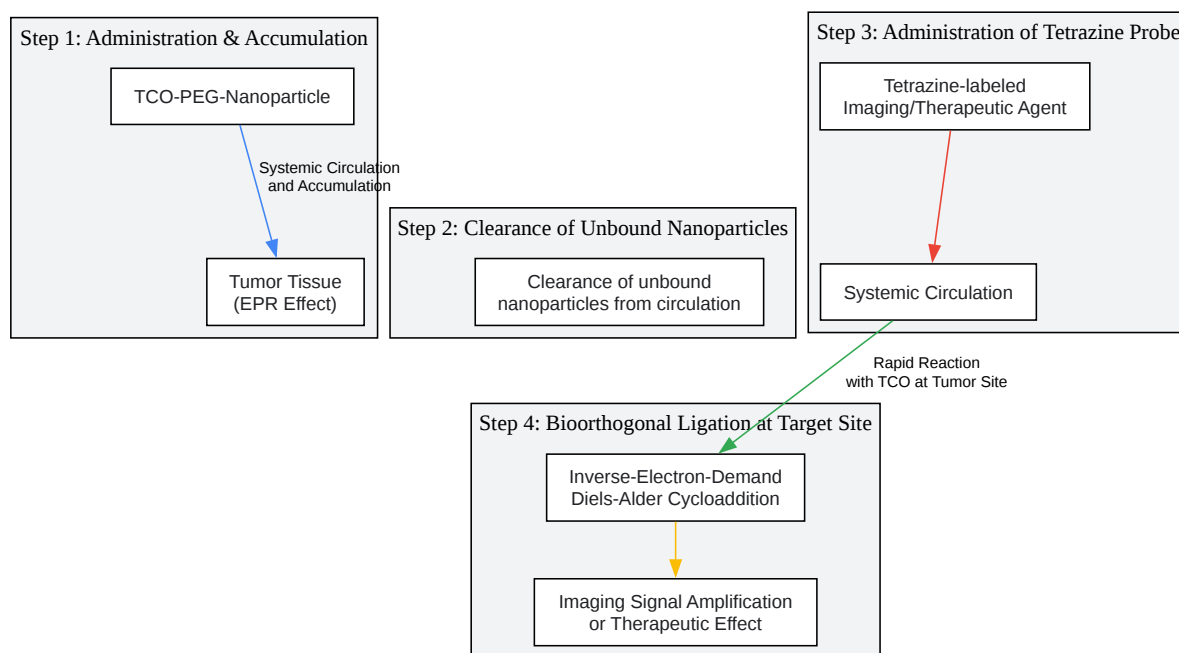 Step 1: Administration & Accumulation
TCO-PEG-Nanoparticle
Systemic Circulation
and Accumulation
Tumor Tissue
(EPR Effect)
Step 2: Clearance of Unbound Nanoparticles
Clearance of unbound
nanoparticles from circulation
Step 3: Administration of Tetrazine Probe
Tetrazine-labeled
Imaging/Therapeutic Agent
Systemic Circulation
Rapid Reaction
with TCO at Tumor Site
Step 4: Bioorthogonal Ligation at Target Site
Inverse-Electron-Demand
Diels-Alder Cycloaddition
Imaging Signal Amplification
or Therapeutic Effect